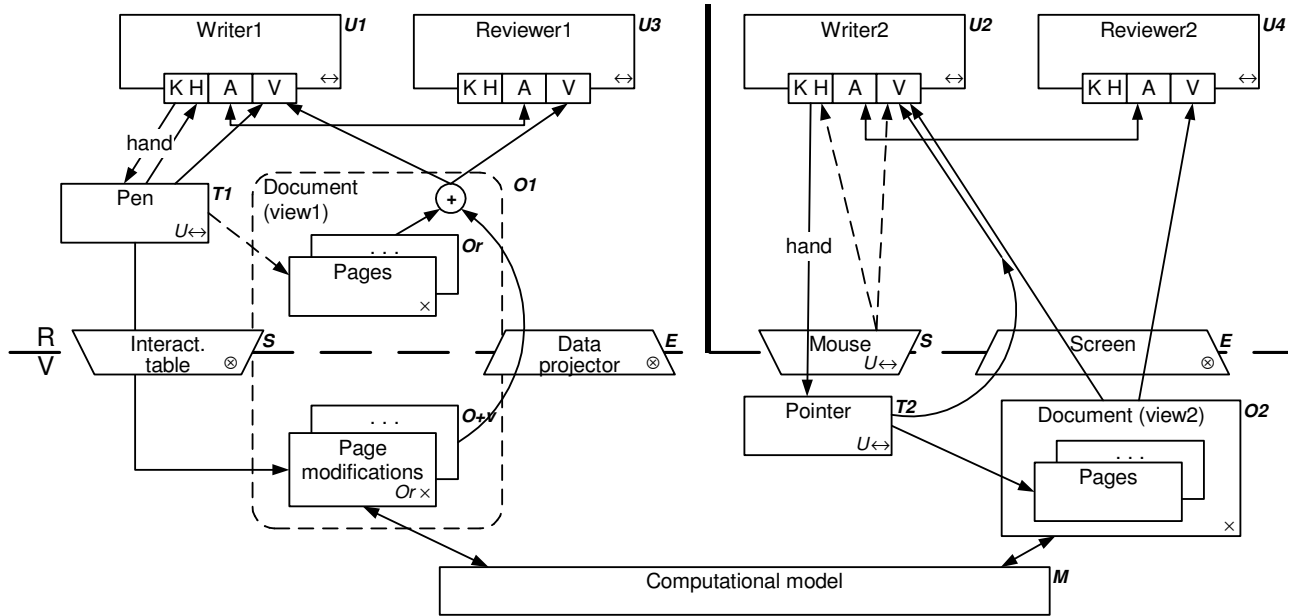 Writer1 U1
Reviewer1 U3
Writer2 U2
Reviewer2 U4
K H A V
K H A V
K H A V
K H A V
↔ ↔ ↔ ↔
hand
Pen T1
U↔
Document
(view1)
O1
+
. . . Or
Pages
×
hand
R
V
Interact.
table
S
⊗
Data
projector
E
⊗
Mouse S
U↔
Screen E
⊗
. . . O+v
Page
modifications
Or ×
Pointer T2
U↔
Document (view2) O2
. . .
Pages
×
Computational model M